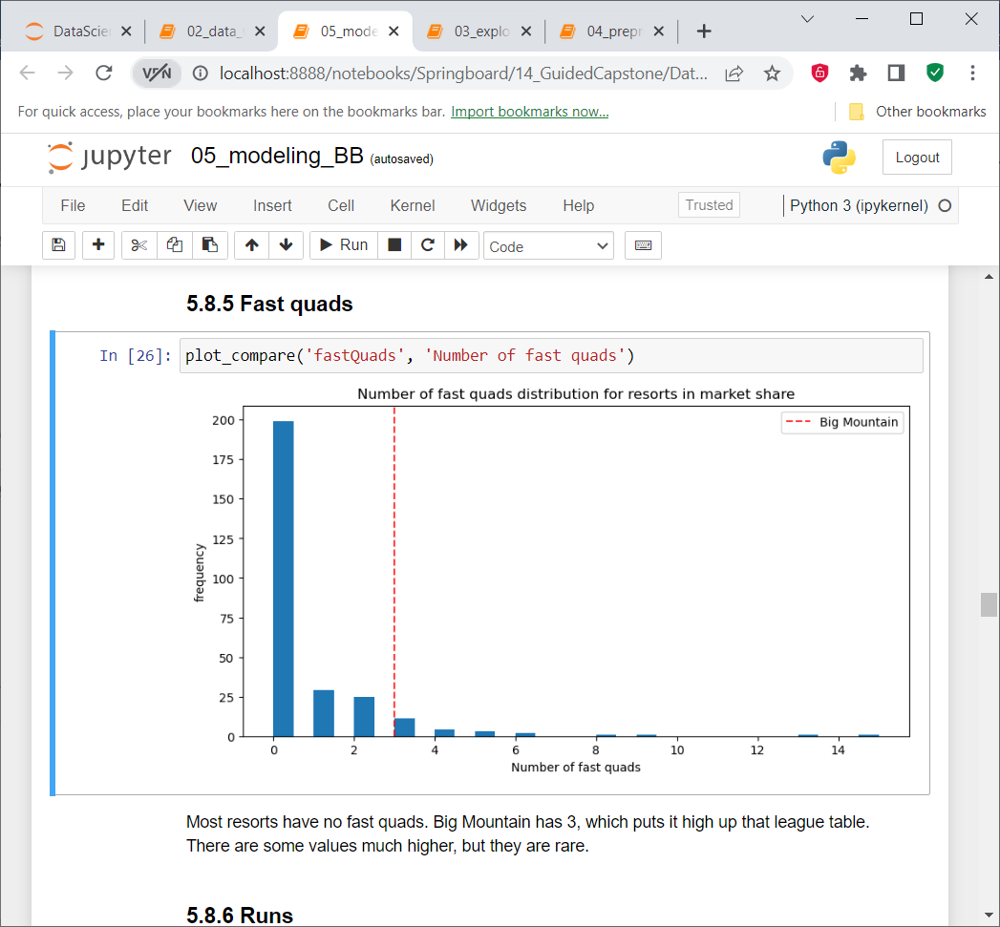 DataScie
02_data_
05_mode
03_explo
04_prepr
VPN
localhost:8888/notebooks/Springboard/14_GuidedCapstone/Dat...
For quick access, place your bookmarks here on the bookmarks bar. Import bookmarks now...
Other bookmarks
jupyter 05_modeling_BB (autosaved)
Logout
File Edit View Insert Cell Kernel Widgets Help
Trusted
Python 3 (ipykernel)
Run
Code
5.8.5 Fast quads
In [26]: plot_compare('fastQuads', 'Number of fast quads')
Number of fast quads distribution for resorts in market share
Big Mountain
200
175
150
125
100
75
50
25
0
frequency
0 2 4 6 8 10 12 14
Number of fast quads
Most resorts have no fast quads. Big Mountain has 3, which puts it high up that league table.
There are some values much higher, but they are rare.
5.8.6 Runs